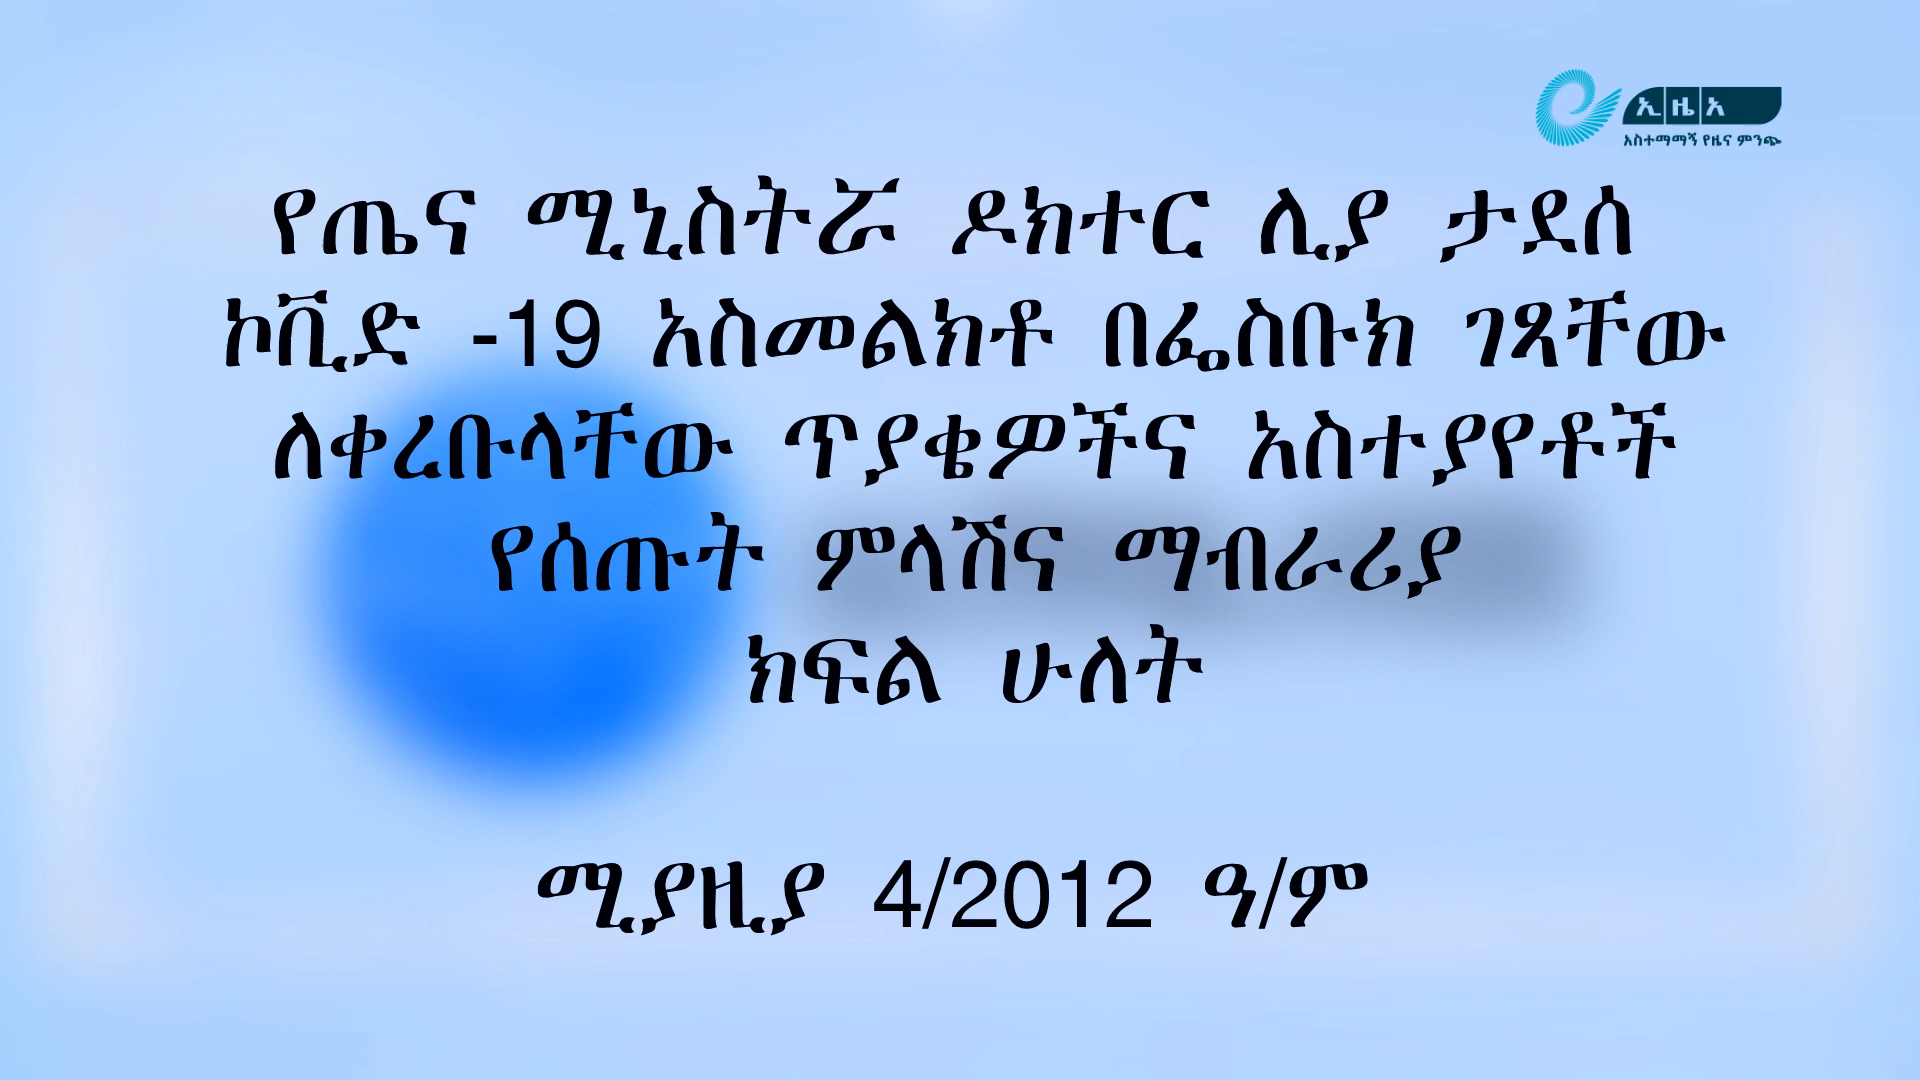 ኢዜአ
አስተማማኝ የዜና ምንጭ
የጤና ሚኒስትሯ ዶክተር ሊያ ታደሰ
ኮቪድ -19 አስመልክቶ በፌስቡክ ገጻቸው
ለቀረቡላቸው ጥያቄዎችና አስተያየቶች
የሰጡት ምላሽና ማብራሪያ
ክፍል ሁለት
ሚያዚያ 4/2012 ዓ/ም